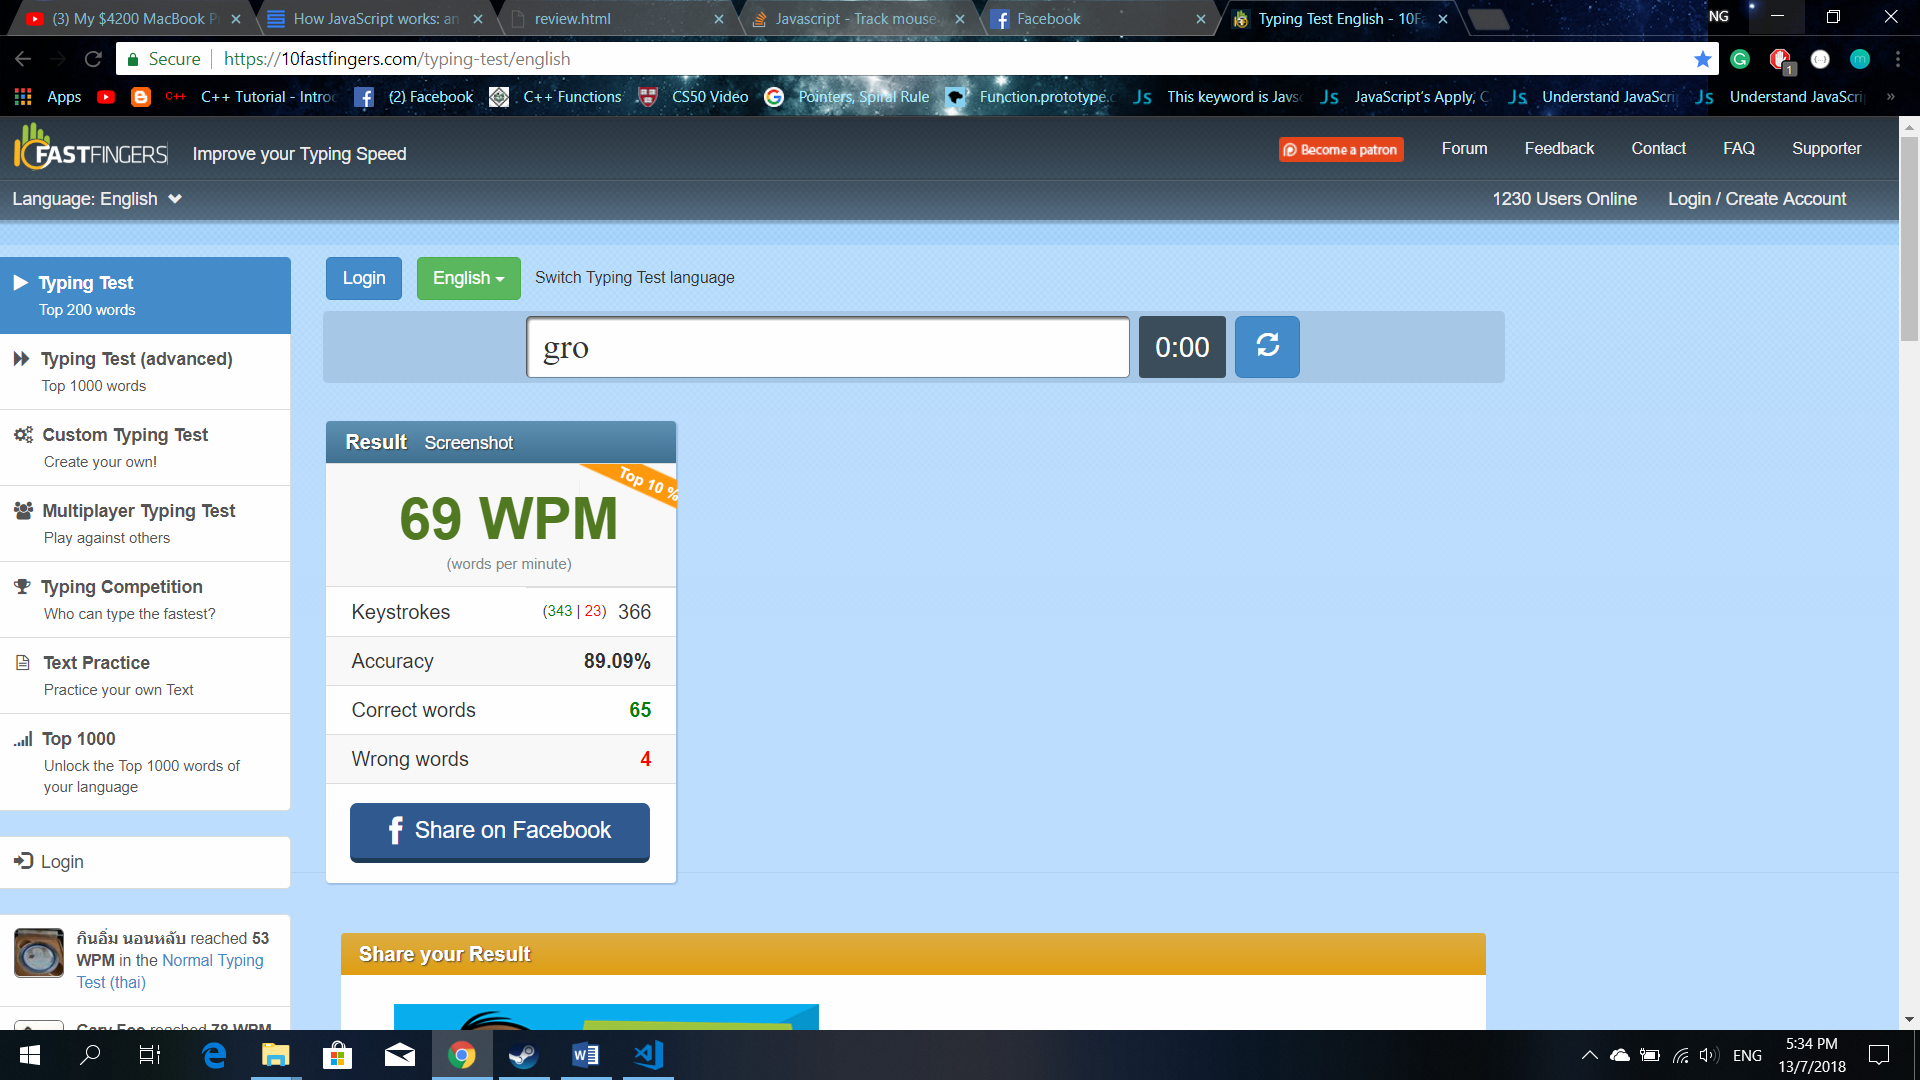 (3) My $4200 MacBook P
How JavaScript works: an
review.html
Javascript - Track mouse
Facebook
Typing Test English - 10Fa
NG
Secure
https://10fastfingers.com/typing-test/english
1
Apps
C++ Tutorial - Introd
(2) Facebook
C++ Functions
CS50 Video
Pointers, Spiral Rule
Function.prototype.c
This keyword is Javsc
JavaScript's Apply, C
Understand JavaScri
Understand JavaScri
»
FASTFINGERS
Improve your Typing Speed
Become a patron
Forum
Feedback
Contact
FAQ
Supporter
Language: English
1230 Users Online
Login / Create Account
Typing Test
Top 200 words
Typing Test (advanced)
Top 1000 words
Custom Typing Test
Create your own!
Multiplayer Typing Test
Play against others
Typing Competition
Who can type the fastest?
Text Practice
Practice your own Text
Top 1000
Unlock the Top 1000 words of
your language
Login
กินอิ่ม นอนหลับ reached 53
WPM in the Normal Typing
Test (thai)
Gary Foo reached 78 WPM
Login
English
Switch Typing Test language
gro
0:00
Result
Screenshot
Top 10 %
69 WPM
(words per minute)
Keystrokes (343 | 23) 366
Accuracy 89.09%
Correct words 65
Wrong words 4
Share on Facebook
Share your Result
ENG
5:34 PM
13/7/2018